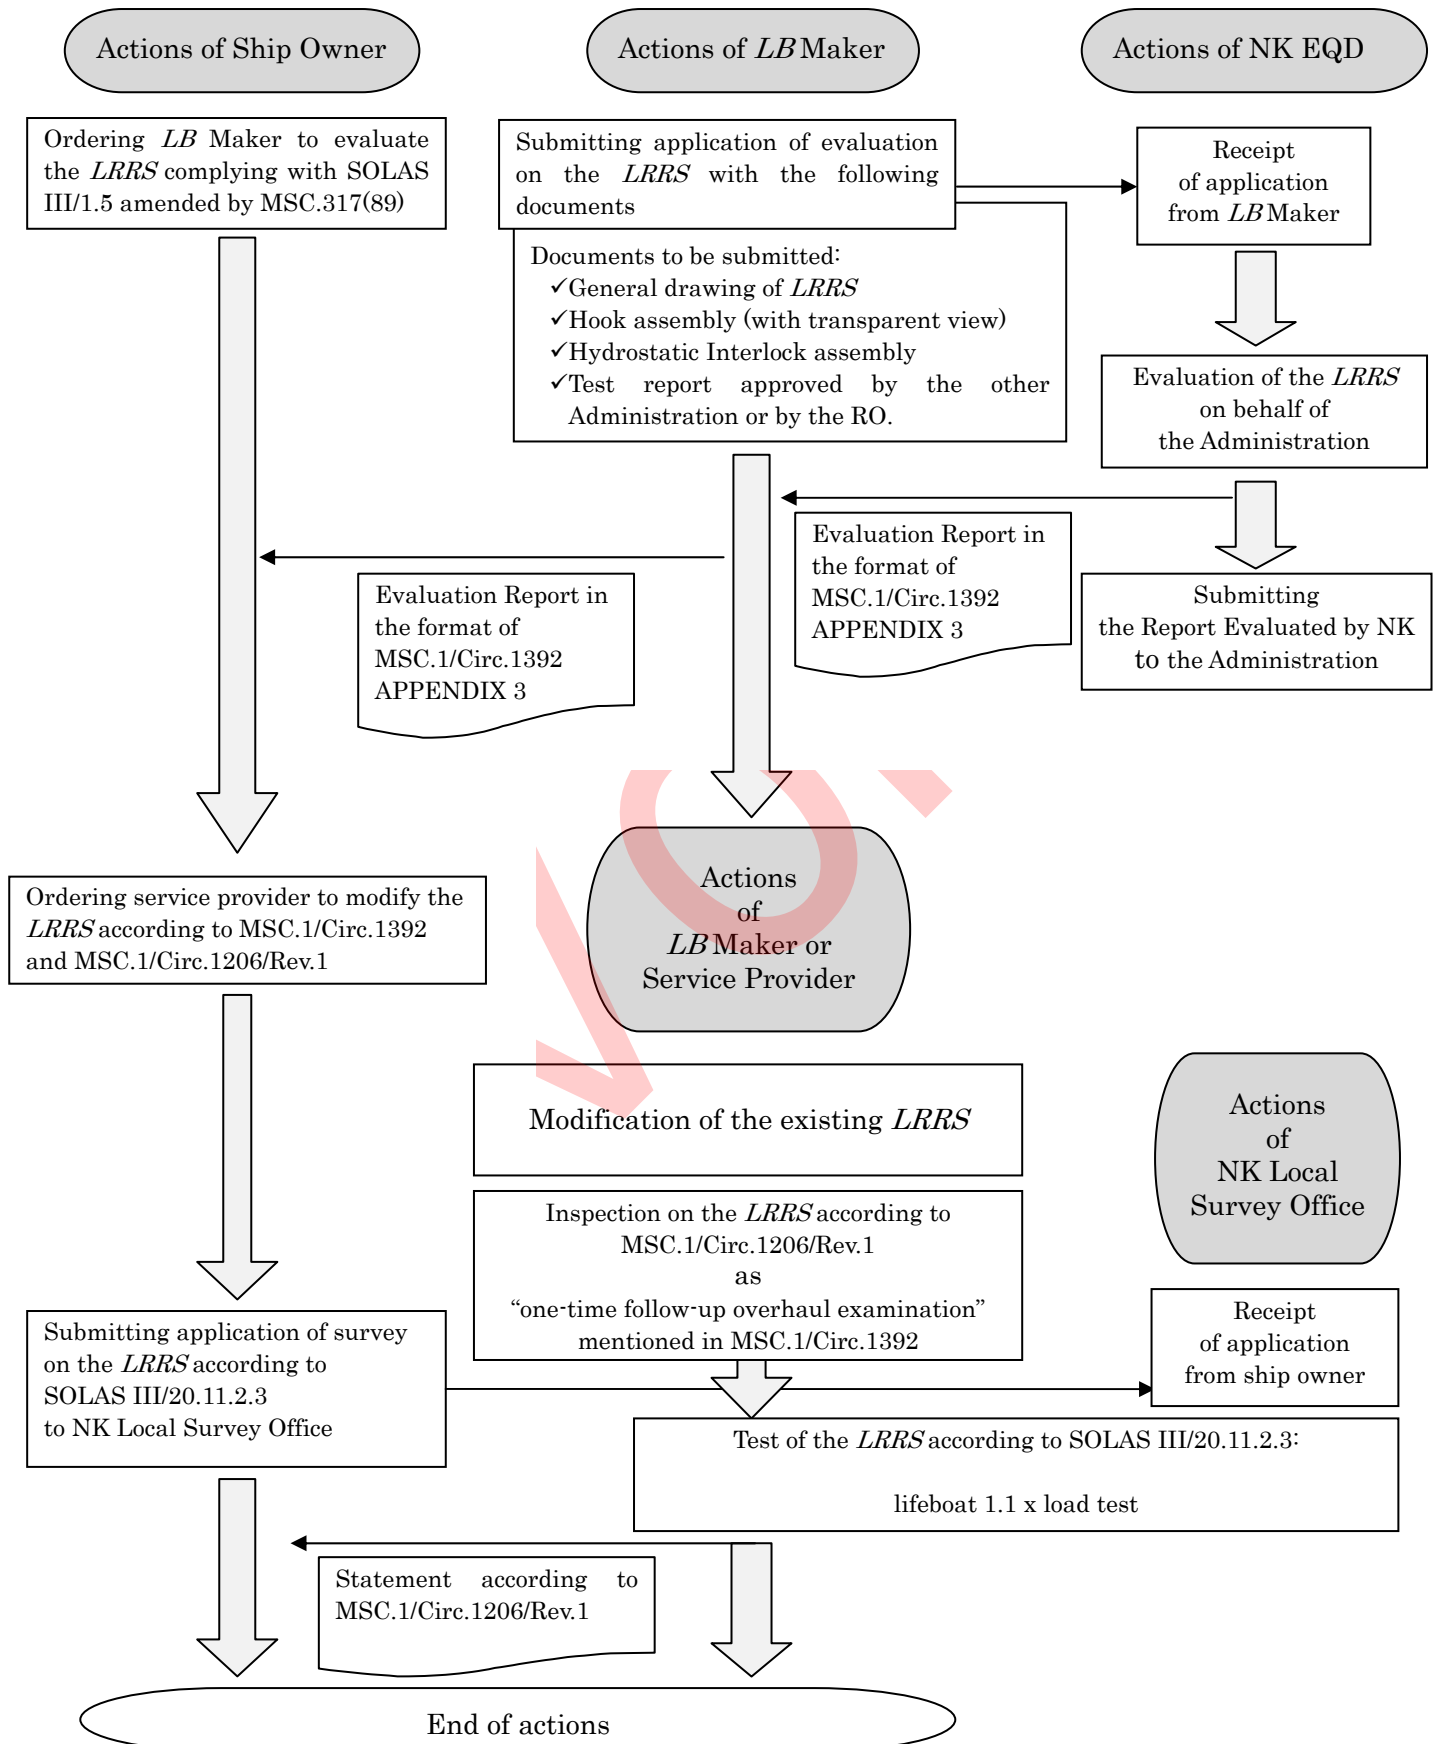 Actions of Ship Owner
Actions of LB Maker
Actions of NK EQD
Ordering LB Maker to evaluate
the LRRS complying with SOLAS
III/1.5 amended by MSC.317(89)
Submitting application of evaluation
on the LRRS with the following
documents
Receipt
of application
from LB Maker
Documents to be submitted:
✓General drawing of LRRS
✓Hook assembly (with transparent view)
✓Hydrostatic Interlock assembly
✓Test report approved by the other
Administration or by the RO.
Evaluation of the LRRS
on behalf of
the Administration
Evaluation Report in
the format of
MSC.1/Circ.1392
APPENDIX 3
Evaluation Report in
the format of
MSC.1/Circ.1392
APPENDIX 3
Submitting
the Report Evaluated by NK
to the Administration
Actions
of
LB Maker or
Service Provider
Ordering service provider to modify the
LRRS according to MSC.1/Circ.1392
and MSC.1/Circ.1206/Rev.1
Modification of the existing LRRS
Actions
of
NK Local
Survey Office
Inspection on the LRRS according to
MSC.1/Circ.1206/Rev.1
as
“one-time follow-up overhaul examination”
mentioned in MSC.1/Circ.1392
Submitting application of survey
on the LRRS according to
SOLAS III/20.11.2.3
to NK Local Survey Office
Receipt
of application
from ship owner
Test of the LRRS according to SOLAS III/20.11.2.3:
lifeboat 1.1 x load test
Statement according to
MSC.1/Circ.1206/Rev.1
End of actions